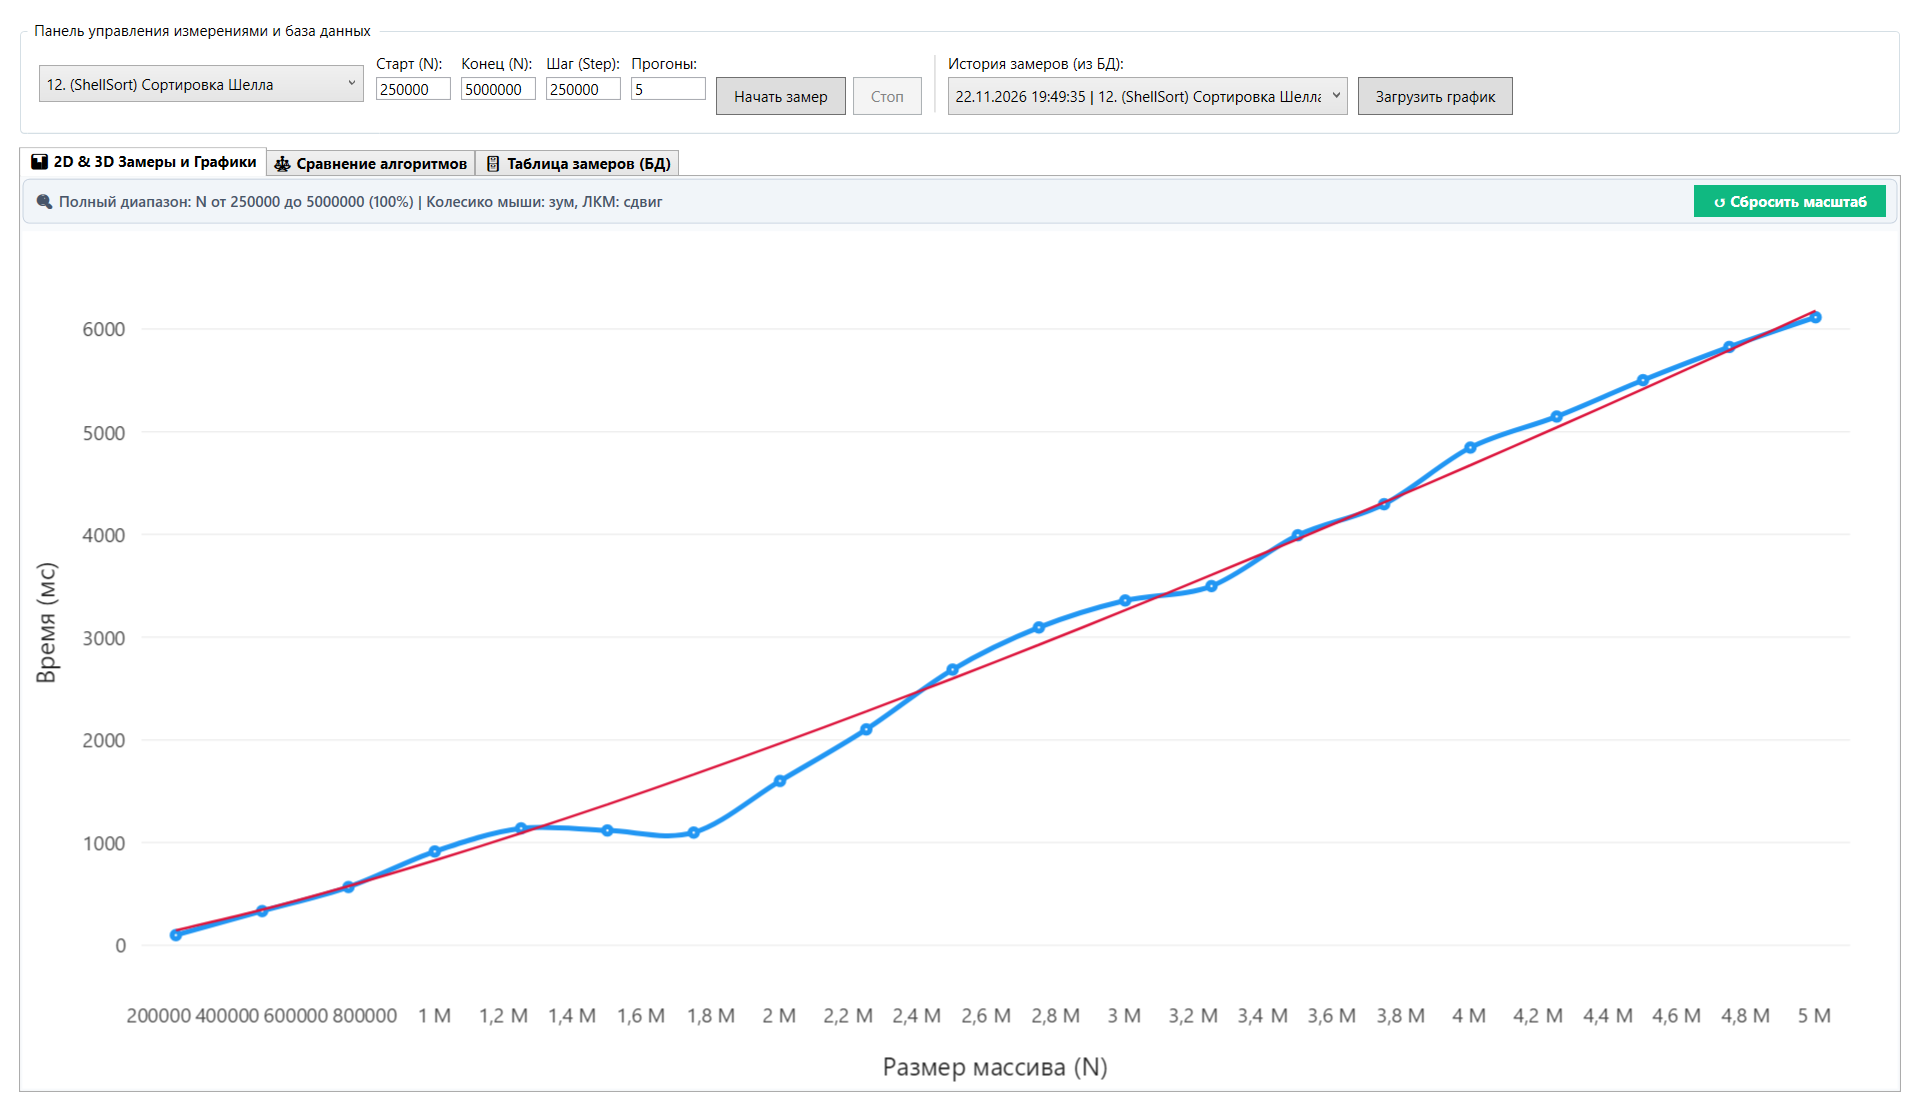 Панель управления измерениями и база данных
12. (ShellSort) Сортировка Шелла
Старт (N): Конец (N): Шаг (Step): Прогоны:
250000 5000000 250000 5
Начать замер Стоп
История замеров (из БД):
22.11.2026 19:49:35 | 12. (ShellSort) Сортировка Шелла
Загрузить график
2D & 3D Замеры и Графики Сравнение алгоритмов Таблица замеров (БД)
Полный диапазон: N от 250000 до 5000000 (100%) | Колесико мыши: зум, ЛКМ: сдвиг
↺ Сбросить масштаб
6000
5000
4000
3000
2000
1000
0
Время (мс)
200000 400000 600000 800000 1 M 1,2 M 1,4 M 1,6 M 1,8 M 2 M 2,2 M 2,4 M 2,6 M 2,8 M 3 M 3,2 M 3,4 M 3,6 M 3,8 M 4 M 4,2 M 4,4 M 4,6 M 4,8 M 5 M
Размер массива (N)